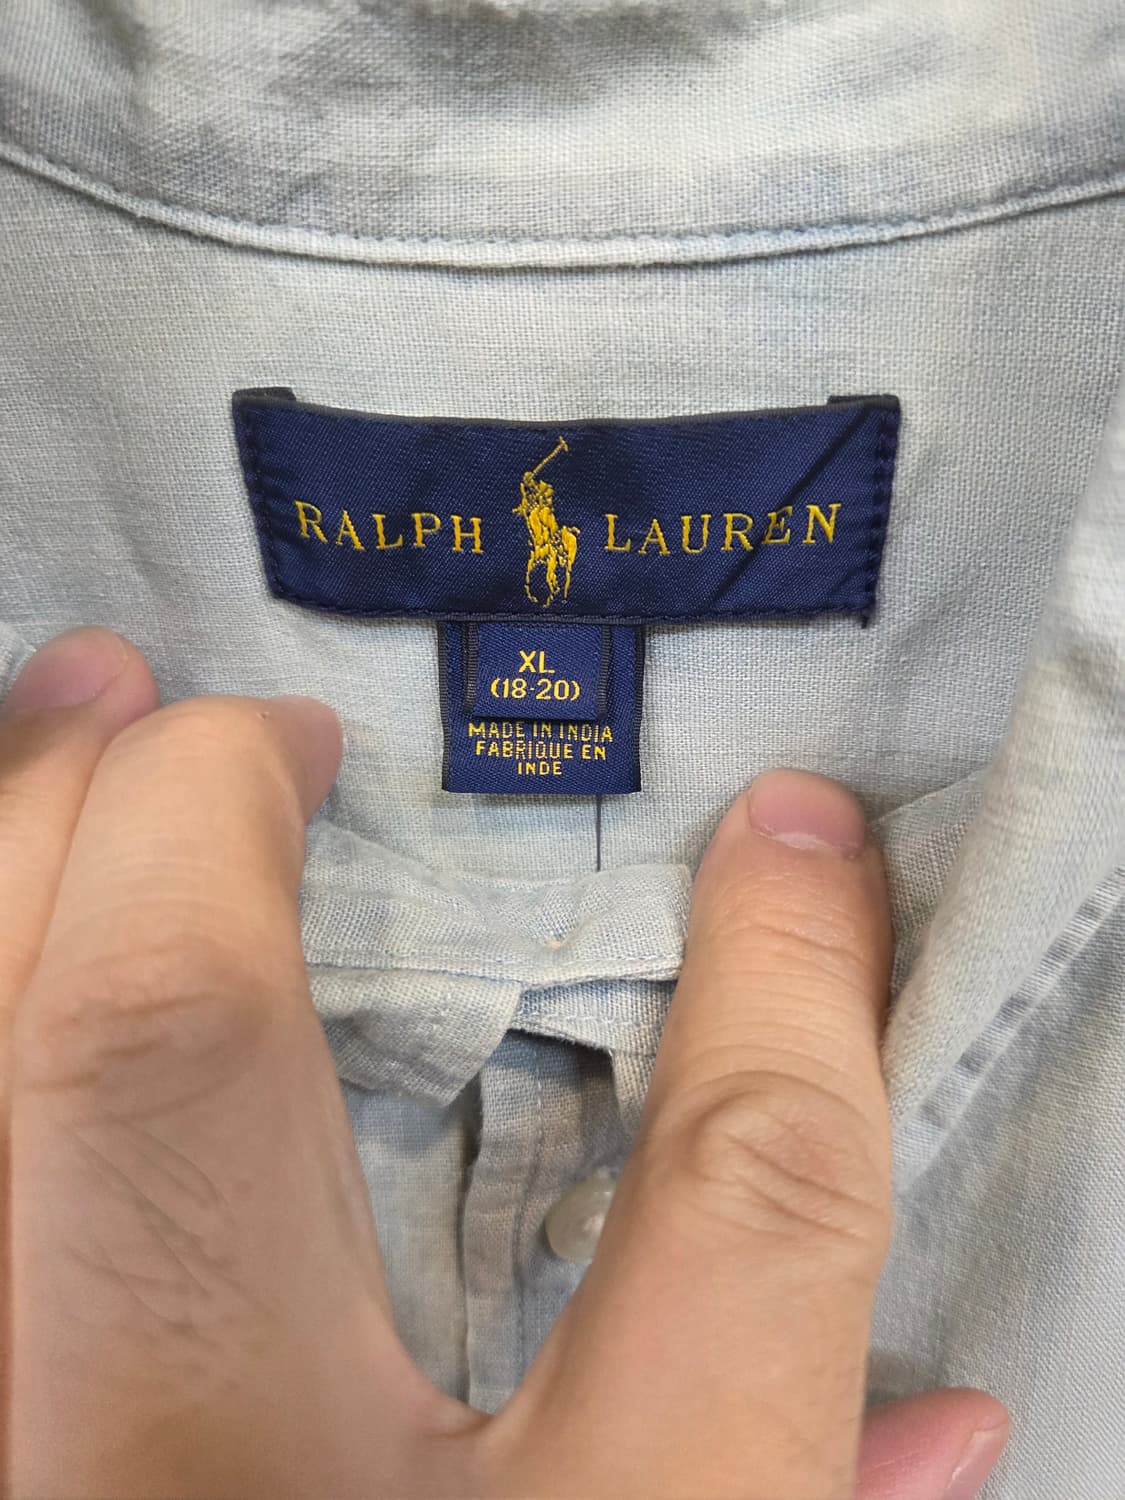 RALPH LAUREN
XL
(18-20)
MADE IN INDIA
FABRIQUE EN
INDE